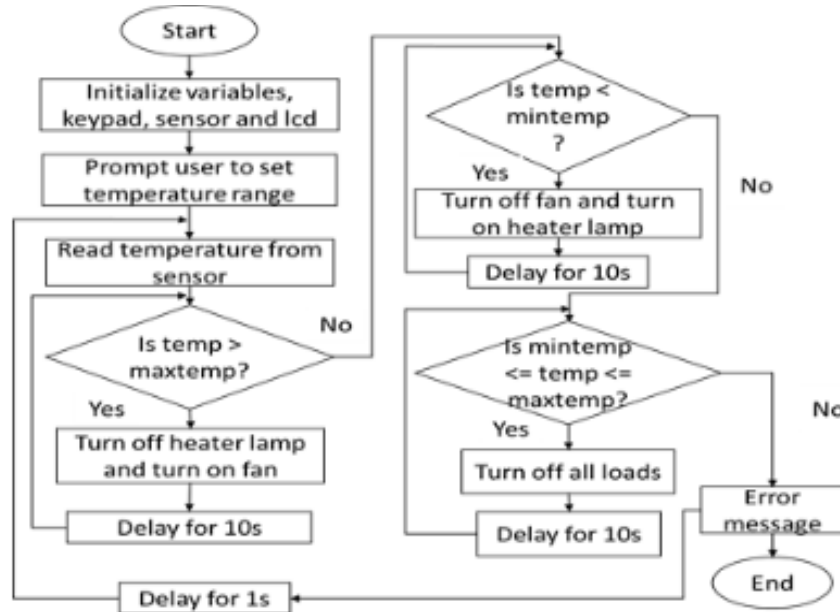 Start
Initialize variables,
keypad, sensor and lcd
Prompt user to set
temperature range
Read temperature from
sensor
Is temp >
maxtemp?
No
Yes
Turn off heater lamp
and turn on fan
Delay for 10s
Delay for 1s
Is temp <
mintemp
?
Yes
No
Turn off fan and turn
on heater lamp
Delay for 10s
Is mintemp
<= temp <=
maxtemp?
Yes
No
Turn off all loads
Delay for 10s
Error
message
End